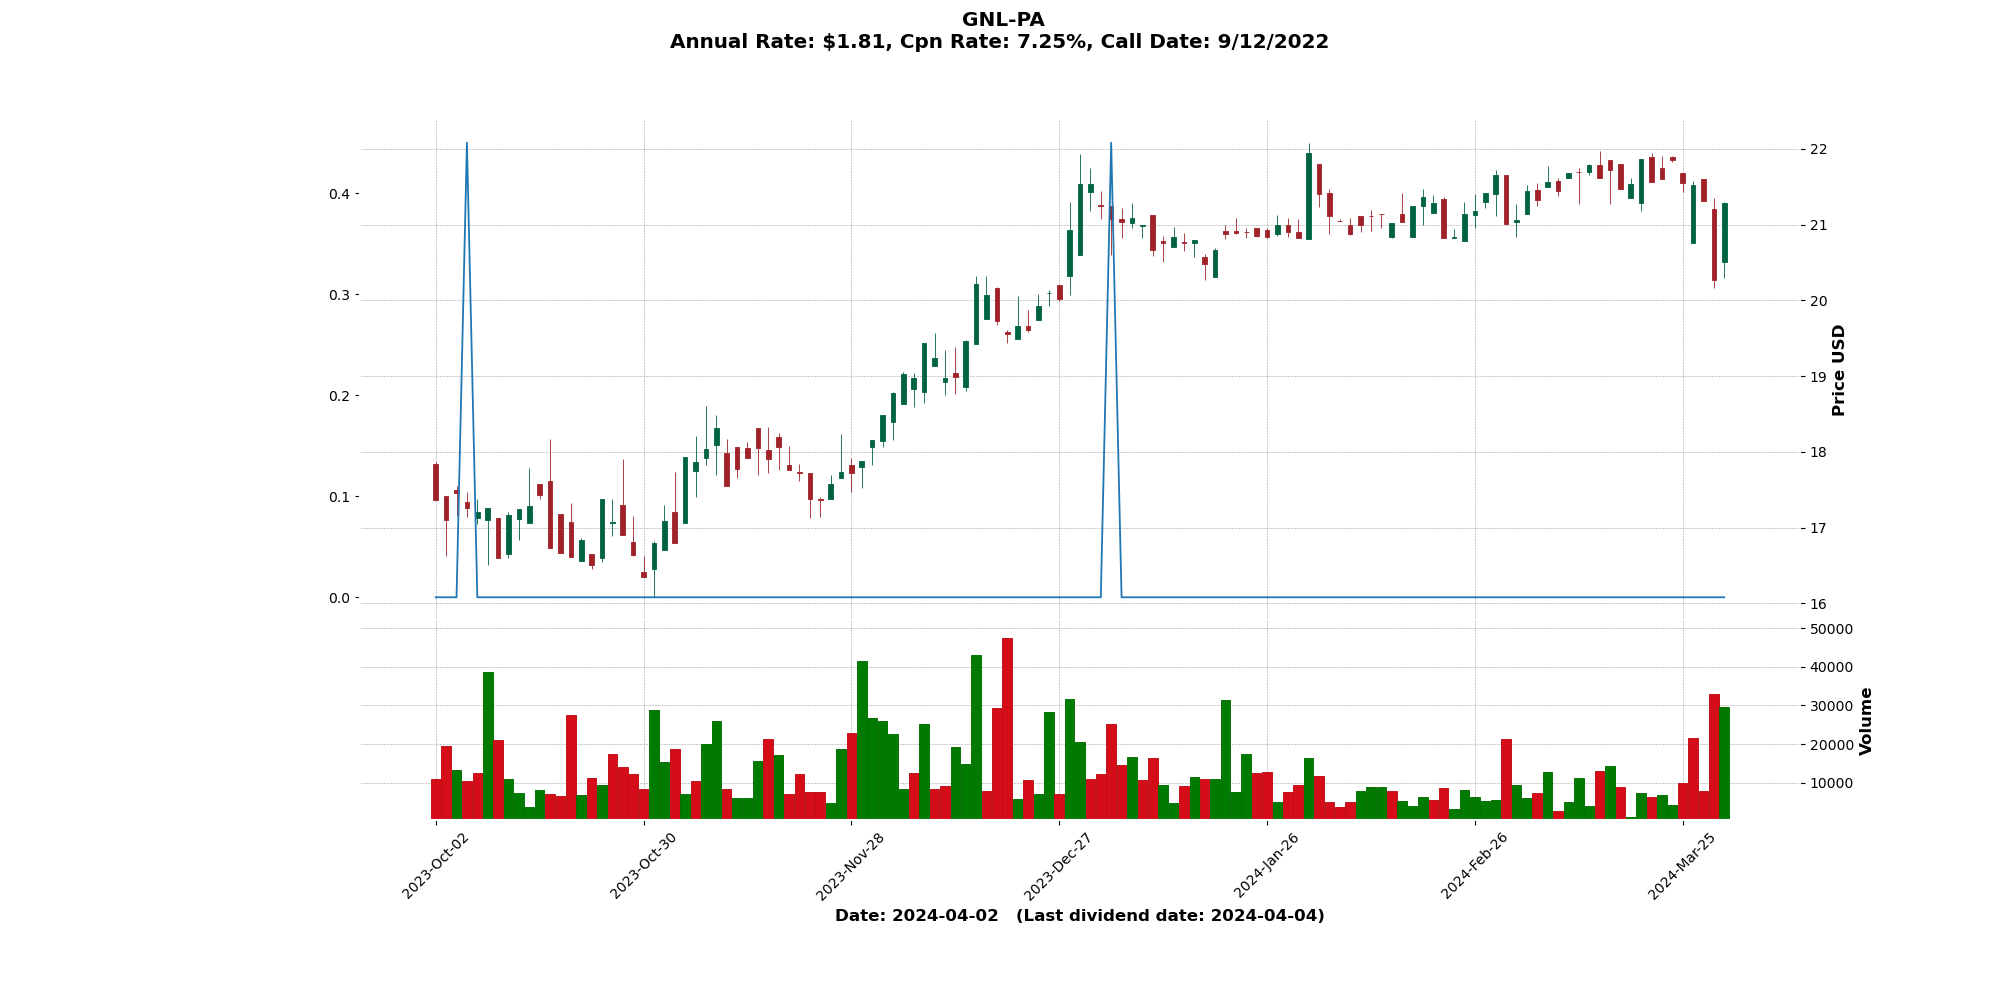 GNL-PA
Annual Rate: $1.81, Cpn Rate: 7.25%, Call Date: 9/12/2022
0.4
0.3
0.2
0.1
0.0
22
21
20
19
18
17
16
Price USD
50000
40000
30000
20000
10000
Volume
2023-Oct-02
2023-Oct-30
2023-Nov-28
2023-Dec-27
2024-Jan-26
2024-Feb-26
2024-Mar-25
Date: 2024-04-02   (Last dividend date: 2024-04-04)